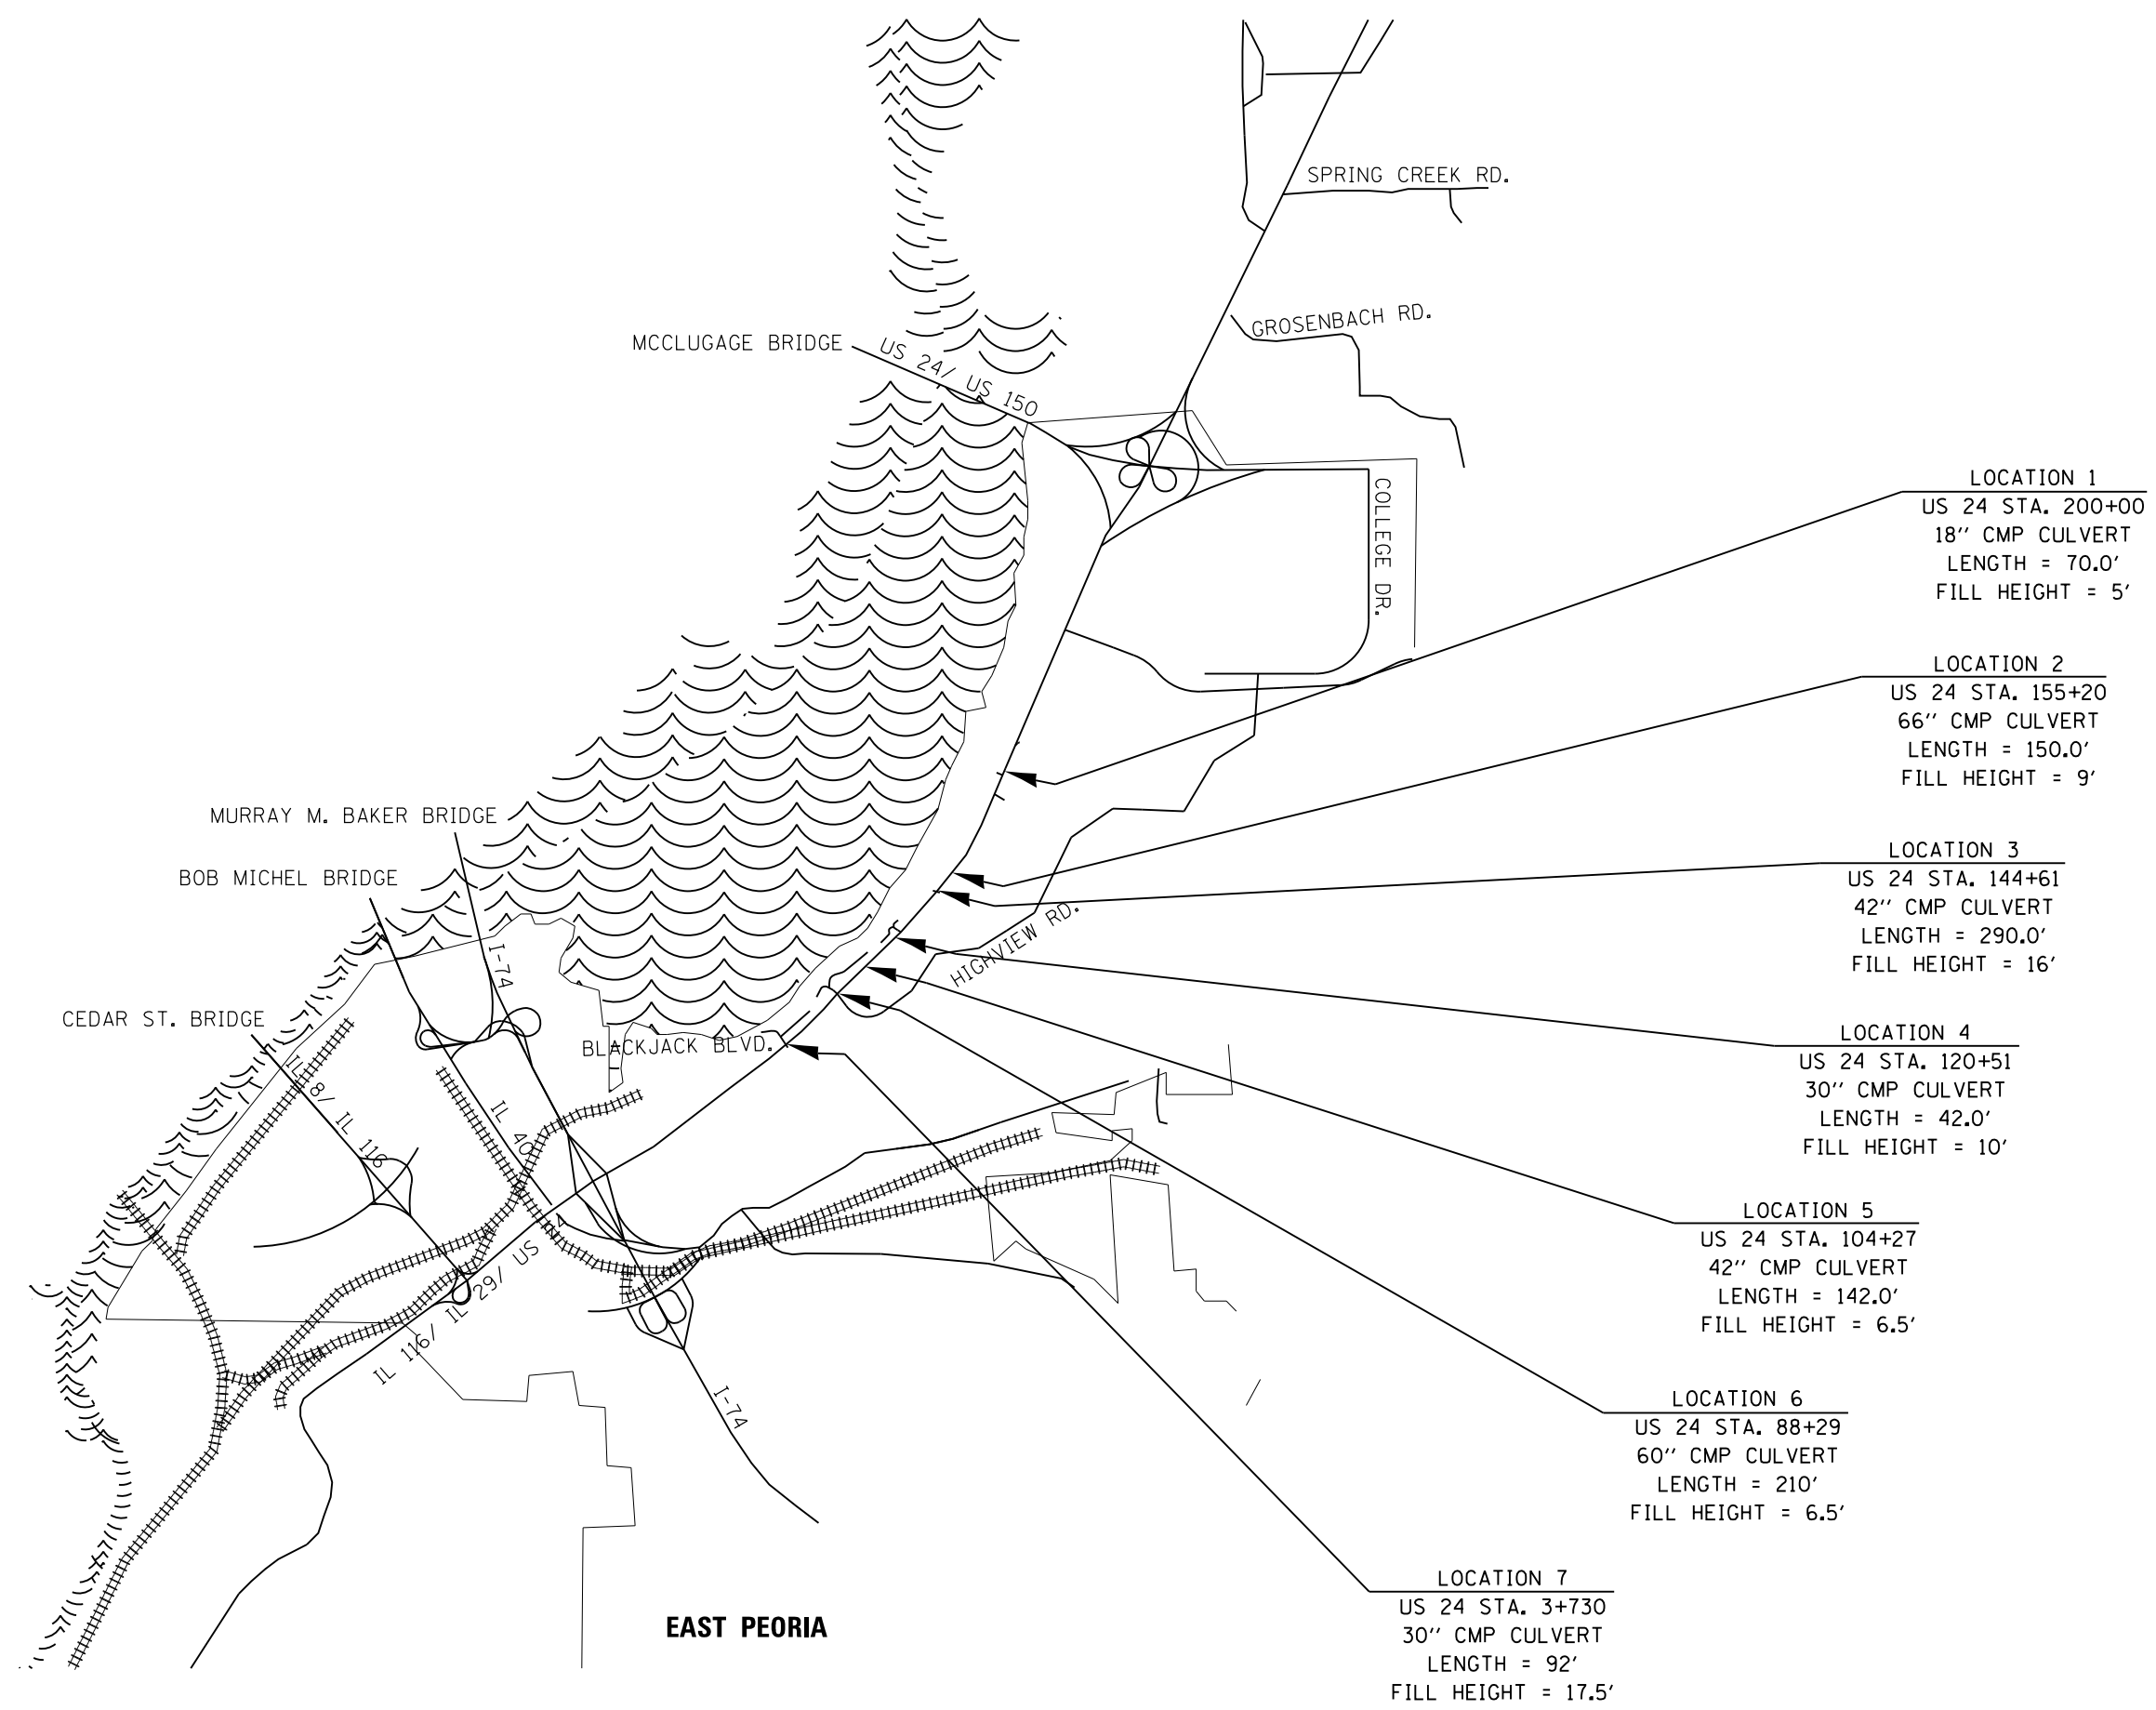 SPRING CREEK RD.
GROSENBACH RD.
MCCLUGAGE BRIDGE
US 24/ US 150
COLLEGE DR.
LOCATION 1
US 24 STA. 200+00
18'' CMP CULVERT
LENGTH = 70.0'
FILL HEIGHT = 5'
LOCATION 2
US 24 STA. 155+20
66'' CMP CULVERT
LENGTH = 150.0'
FILL HEIGHT = 9'
MURRAY M. BAKER BRIDGE
BOB MICHEL BRIDGE
LOCATION 3
US 24 STA. 144+61
42'' CMP CULVERT
LENGTH = 290.0'
FILL HEIGHT = 16'
HIGHVIEW RD.
I-74
CEDAR ST. BRIDGE
BLACKJACK BLVD.
LOCATION 4
US 24 STA. 120+51
30'' CMP CULVERT
LENGTH = 42.0'
FILL HEIGHT = 10'
IL 8/ IL 116
IL 40
LOCATION 5
US 24 STA. 104+27
42'' CMP CULVERT
LENGTH = 142.0'
FILL HEIGHT = 6.5'
IL 116/ IL 29/ US 24
I-74
LOCATION 6
US 24 STA. 88+29
60'' CMP CULVERT
LENGTH = 210'
FILL HEIGHT = 6.5'
EAST PEORIA
LOCATION 7
US 24 STA. 3+730
30'' CMP CULVERT
LENGTH = 92'
FILL HEIGHT = 17.5'